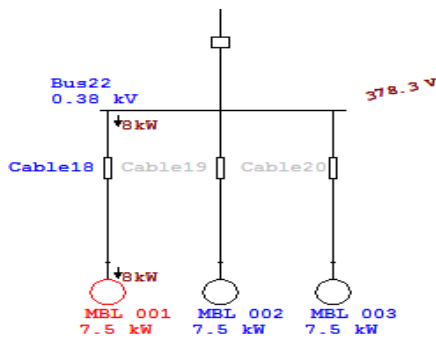 Bus22
0.38 kV
378.3 V
8kW
Cable18
Cable19
Cable20
8kW
MBL 001
MBL 002
MBL 003
7.5 kW
7.5 kW
7.5 kW